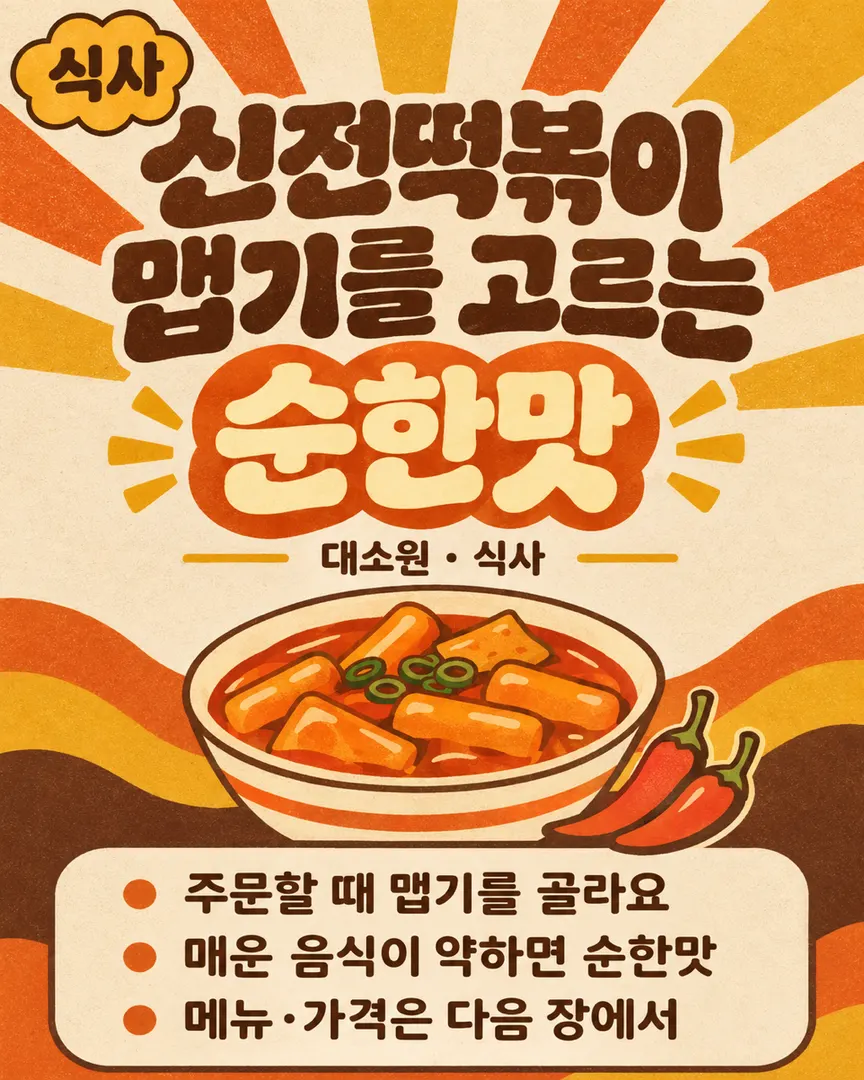 식사
신전떡볶이
맵기를 고르는
순한맛
대소원 · 식사
주문할 때 맵기를 골라요
매운 음식이 약하면 순한맛
메뉴·가격은 다음 장에서